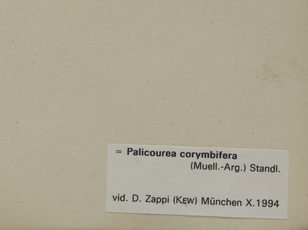 = Palicourea corymbifera
(Muell.-Arg.) Standl.
vid. D. Zappi (KEW) München X.1994